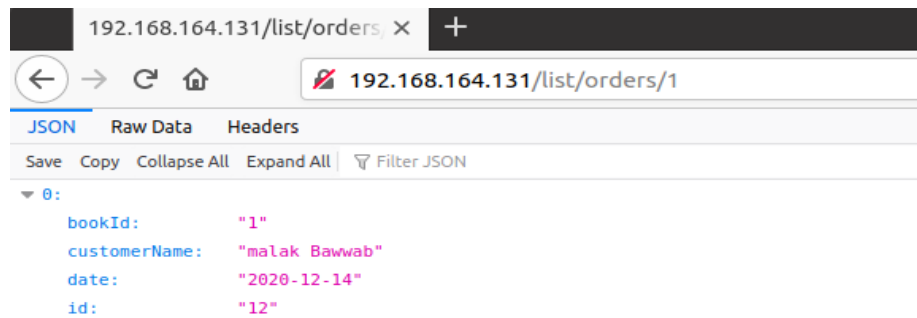 192.168.164.131/list/orders/
192.168.164.131/list/orders/1
JSON Raw Data Headers
Save Copy Collapse All Expand All Filter JSON
0:
bookId: "1"
customerName: "malak Bawwab"
date: "2020-12-14"
id: "12"